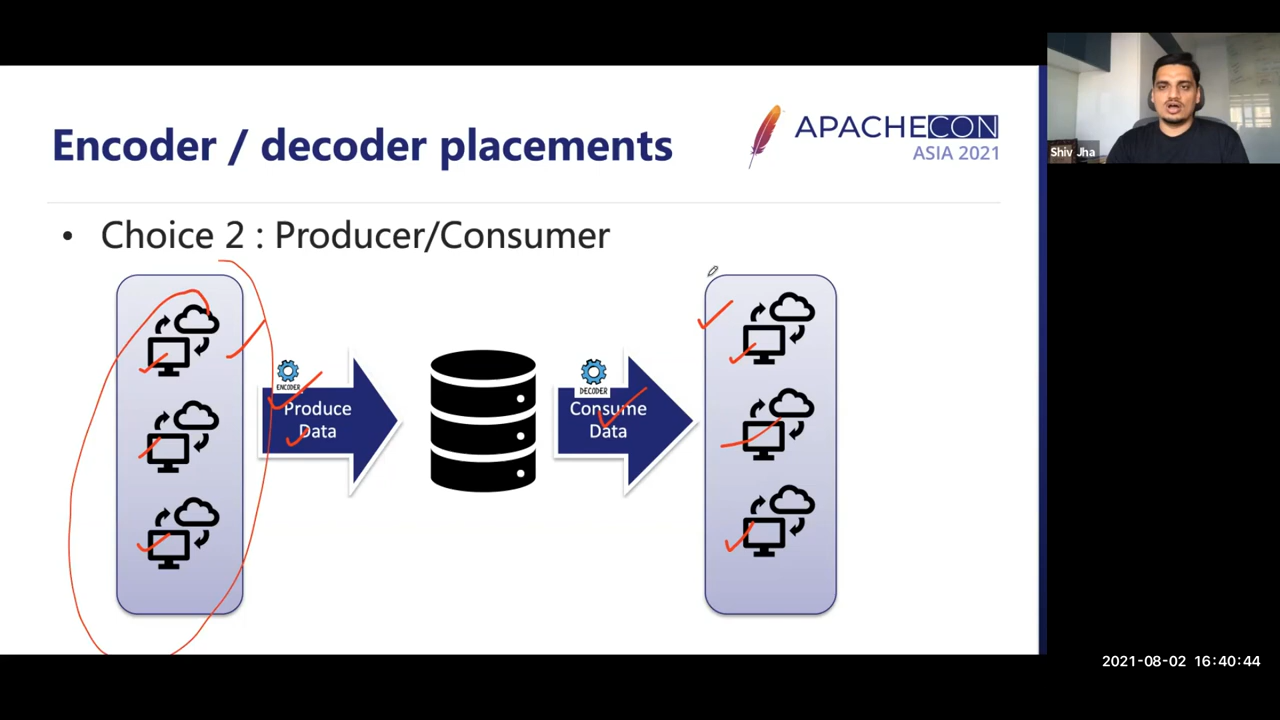 Encoder / decoder placements
APACHECON
ASIA 2021
Shiv Jha
• Choice 2 : Producer/Consumer
ENCODER
Produce
Data
DECODER
Consume
Data
2021-08-02 16:40:44